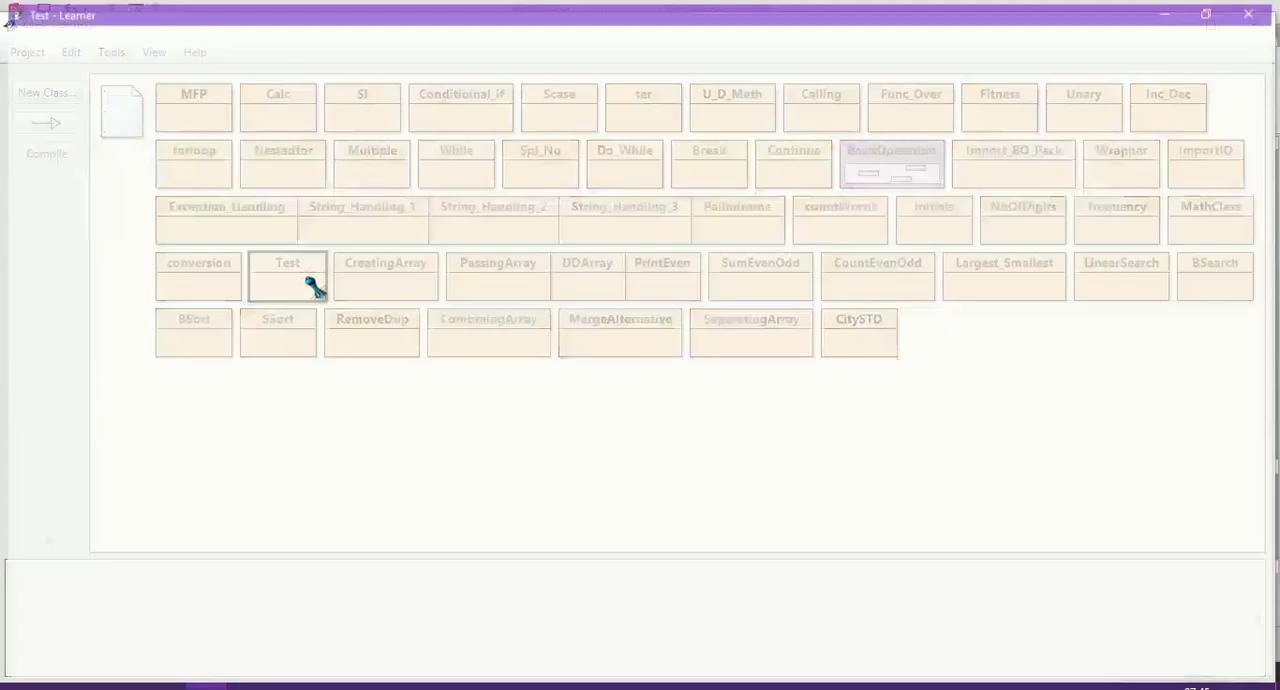 Test - Learner
Project Edit Tools View Help
New Class...
Compile
MFP Calc SI Conditional_if Scase ter U_D_Meth Calling Func_Over Fitness Unary Inc_Dec
forloop Nestedfor Multiple While Spl_No Do_While Break Continue Import_BO_Pack Wrapper ImportIO
Exception_Handling String_Handling_1 String_Handling_2 String_Handling_3 Pallindrome countWords Initials NoOfDigits frequency MathClass
conversion Test CreatingArray PassingArray DDArray PrintEven SumEvenOdd CountEvenOdd Largest_Smallest LinearSearch BSearch
BSort SSort RemoveDup CombiningArray MergeAlternative SeparatingArray CitySTD